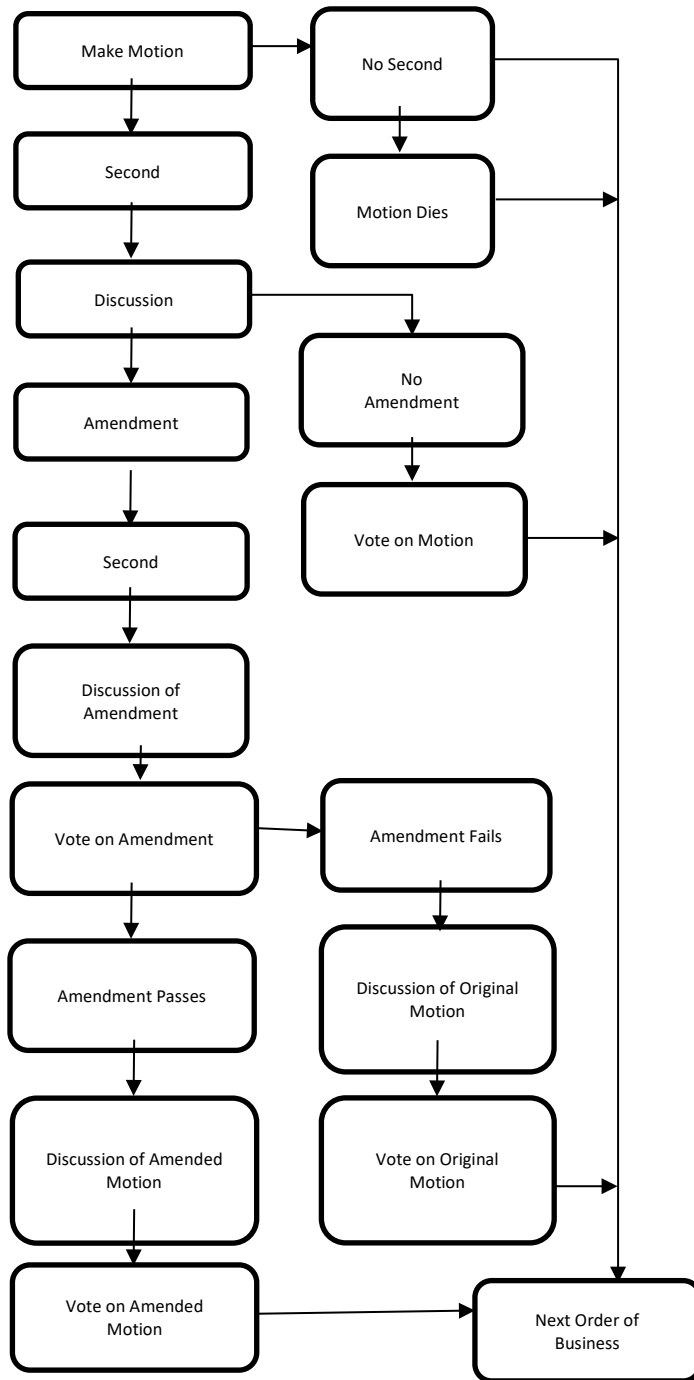 Make Motion
No Second
Second
Motion Dies
Discussion
No
Amendment
Amendment
Vote on Motion
Second
Discussion of
Amendment
Vote on Amendment
Amendment Fails
Amendment Passes
Discussion of Original
Motion
Discussion of Amended
Motion
Vote on Original
Motion
Vote on Amended
Motion
Next Order of
Business